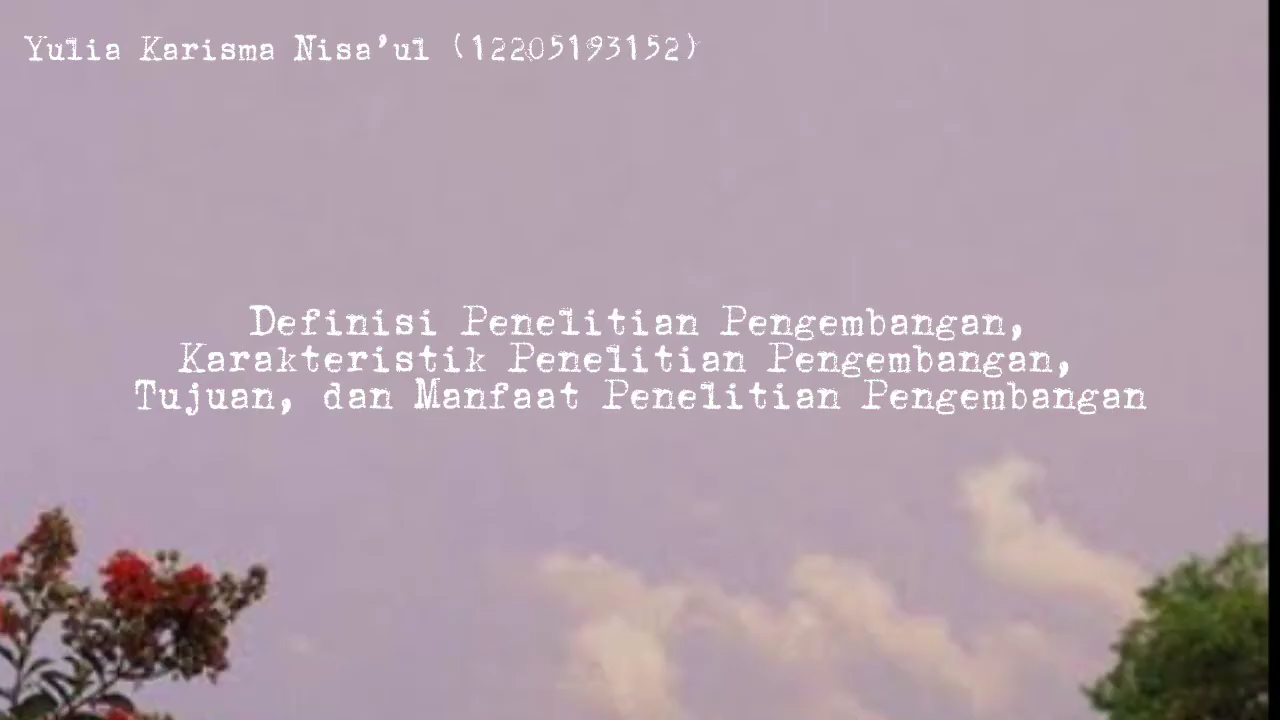 Yulia Karisma Nisa'ul (12205193152)
Definisi Penelitian Pengembangan,
Karakteristik Penelitian Pengembangan,
Tujuan, dan Manfaat Penelitian Pengembangan